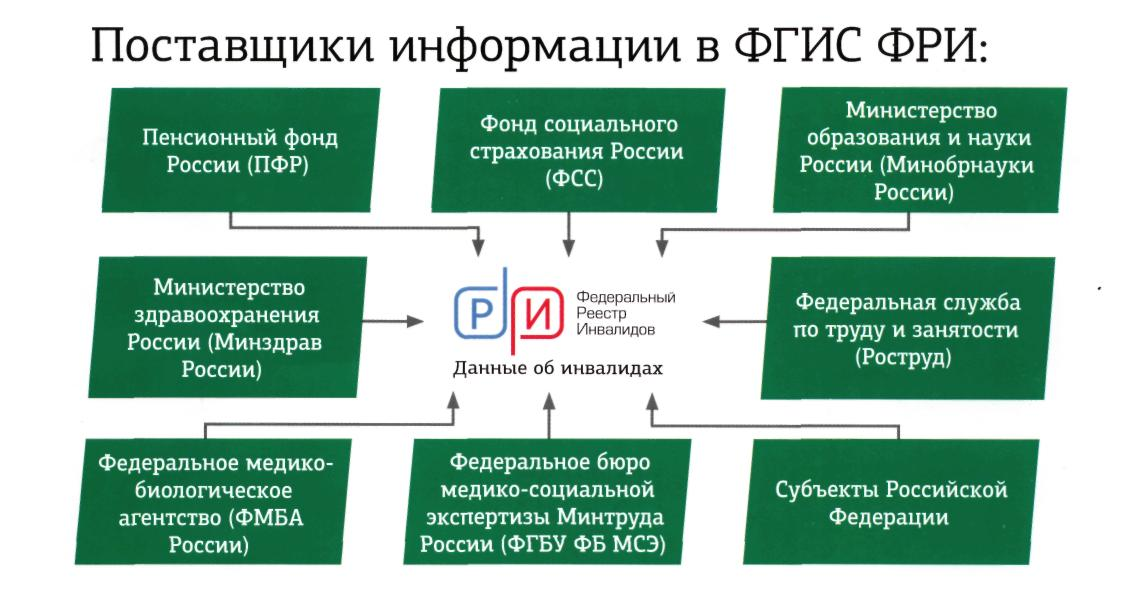 Поставщики информации в ФГИС ФРИ:
Пенсионный фонд
России (ПФР)
Фонд социального
страхования России
(ФСС)
Министерство
образования и науки
России (Минобрнауки
России)
Министерство
здравоохранения
России (Минздрав
России)
РИ
Федеральный
Реестр
Инвалидов
Данные об инвалидах
Федеральная служба
по труду и занятости
(Роструд)
Федеральное медико-
биологическое
агентство (ФМБА
России)
Федеральное бюро
медико-социальной
экспертизы Минтруда
России (ФГБУ ФБ МСЭ)
Субъекты Российской
Федерации